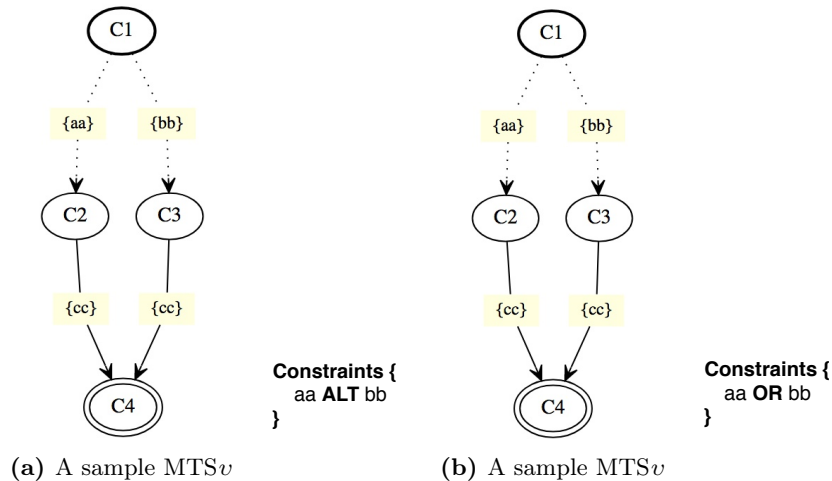 C1
{aa} {bb}
C2 C3
{cc} {cc}
C4
Constraints {
aa ALT bb
}
(a) A sample MTSυ
C1
{aa} {bb}
C2 C3
{cc} {cc}
C4
Constraints {
aa OR bb
}
(b) A sample MTSυ